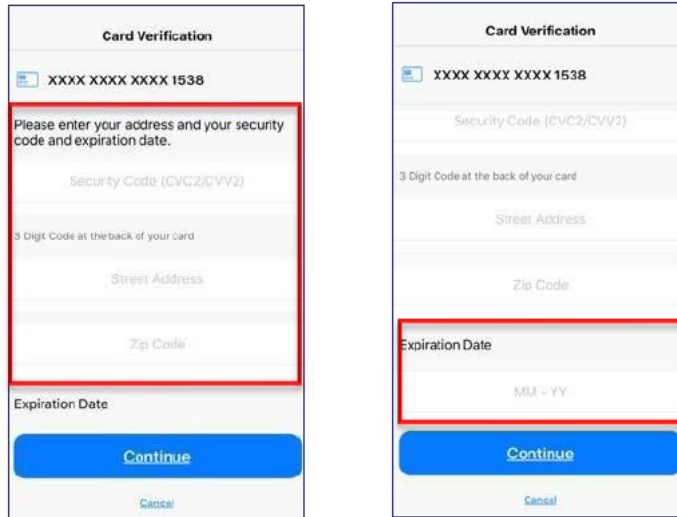 Card Verification
XXXX XXXX XXXX 1538
Please enter your address and your security
code and expiration date.
Security Code (CVC2/CVV2)
3 Digit Code at the back of your card
Street Address
Zip Code
Expiration Date
Continue
Cancel
Card Verification
XXXX XXXX XXXX 1538
Security Code (CVC2/CVV2)
3 Digit Code at the back of your card
Street Address
Zip Code
Expiration Date
MM - YY
Continue
Cancel